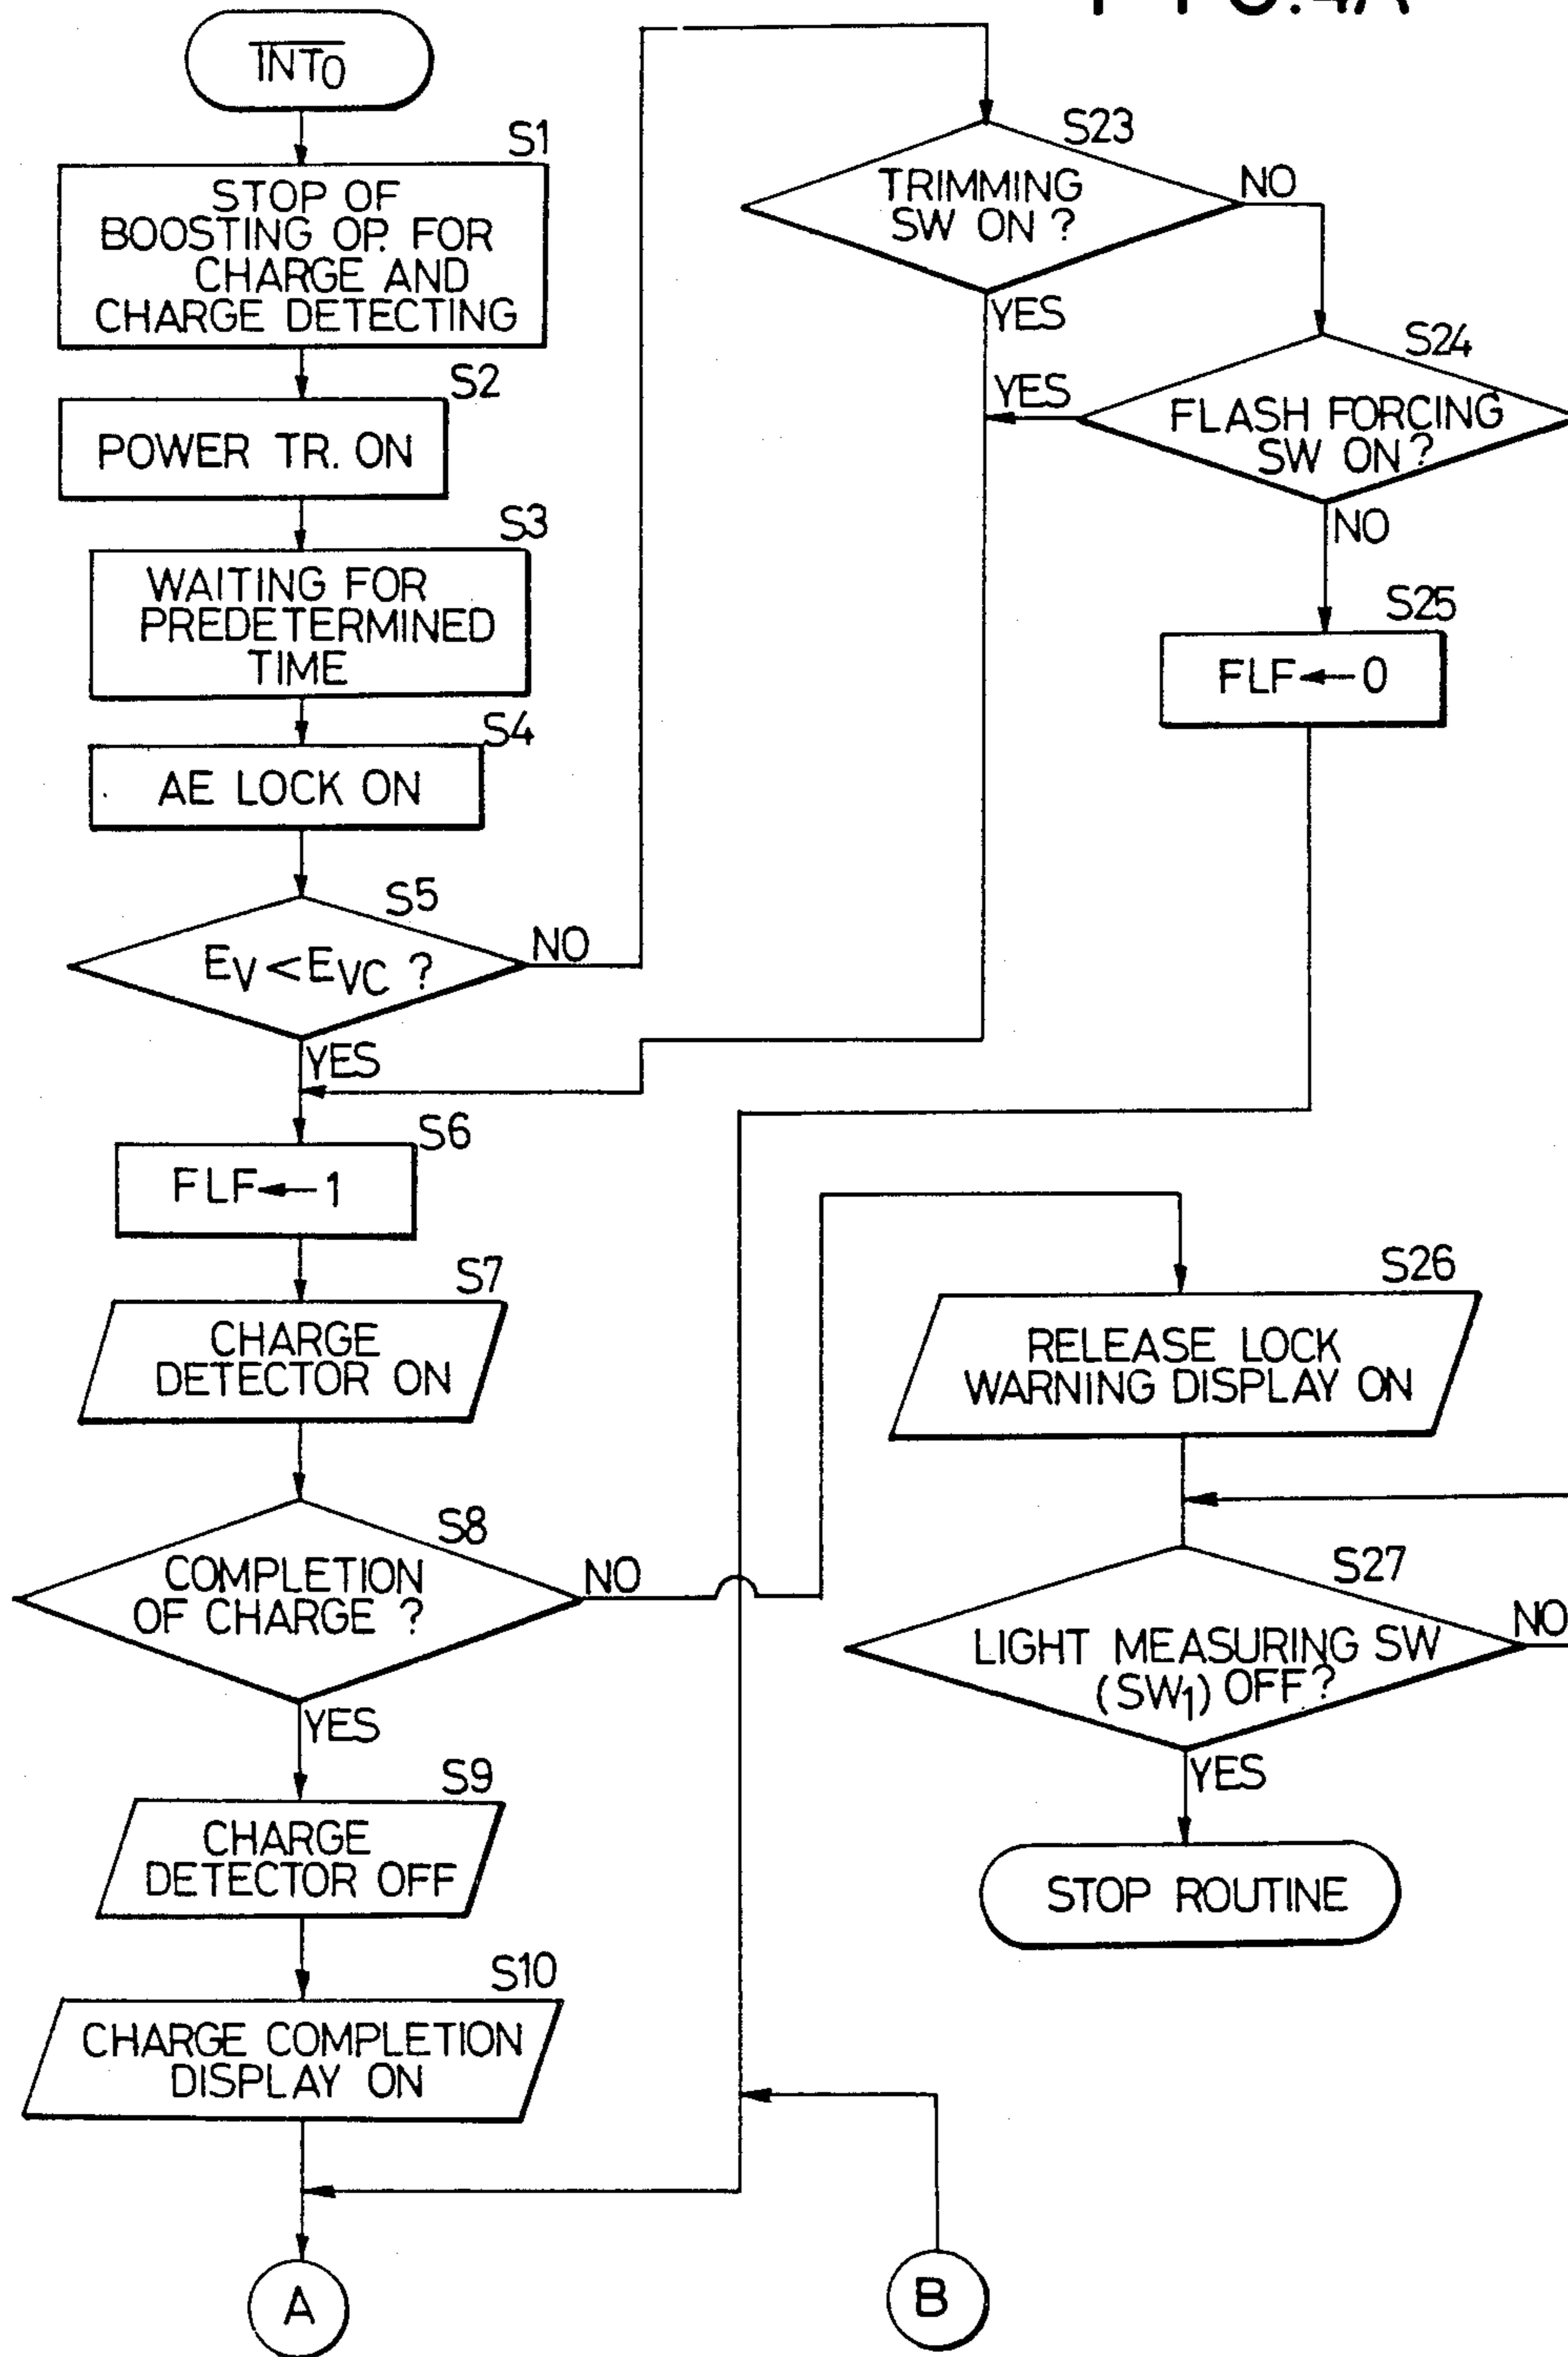 FIG.4A
INT0
S1
STOP OF
BOOSTING OP. FOR
CHARGE AND
CHARGE DETECTING
S2
POWER TR. ON
S3
WAITING FOR
PREDETERMINED
TIME
S4
AE LOCK ON
S5
EV<EVC ?
NO
YES
S6
FLF←1
S7
CHARGE
DETECTOR ON
S8
COMPLETION
OF CHARGE ?
NO
YES
S9
CHARGE
DETECTOR OFF
S10
CHARGE COMPLETION
DISPLAY ON
A
S23
TRIMMING
SW ON ?
NO
YES
S24
FLASH FORCING
SW ON ?
YES
NO
S25
FLF←0
S26
RELEASE LOCK
WARNING DISPLAY ON
S27
LIGHT MEASURING SW
(SW1) OFF ?
NO
YES
STOP ROUTINE
B